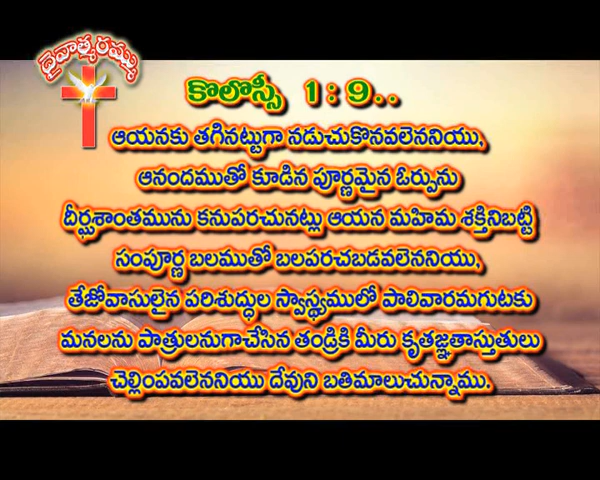 దైవాత్మరమ్ము
కొలొస్సీ 1 : 9..
ఆయనకు తగినట్టుగా నడుచుకొనవలెననియు,
ఆనందముతో కూడిన పూర్ణమైన ఓర్పును
దీర్ఘశాంతమును కనుపరచునట్లు ఆయన మహిమ శక్తినిబట్టి
సంపూర్ణ బలముతో బలపరచబడవలెననియు,
తేజోవాసులైన పరిశుద్ధుల స్వాస్థ్యములో పాలివారమగుటకు
మనలను పాత్రులనుగాచేసిన తండ్రికి మీరు కృతజ్ఞతాస్తుతులు
చెల్లింపవలెననియు దేవుని బతిమాలుచున్నాము.